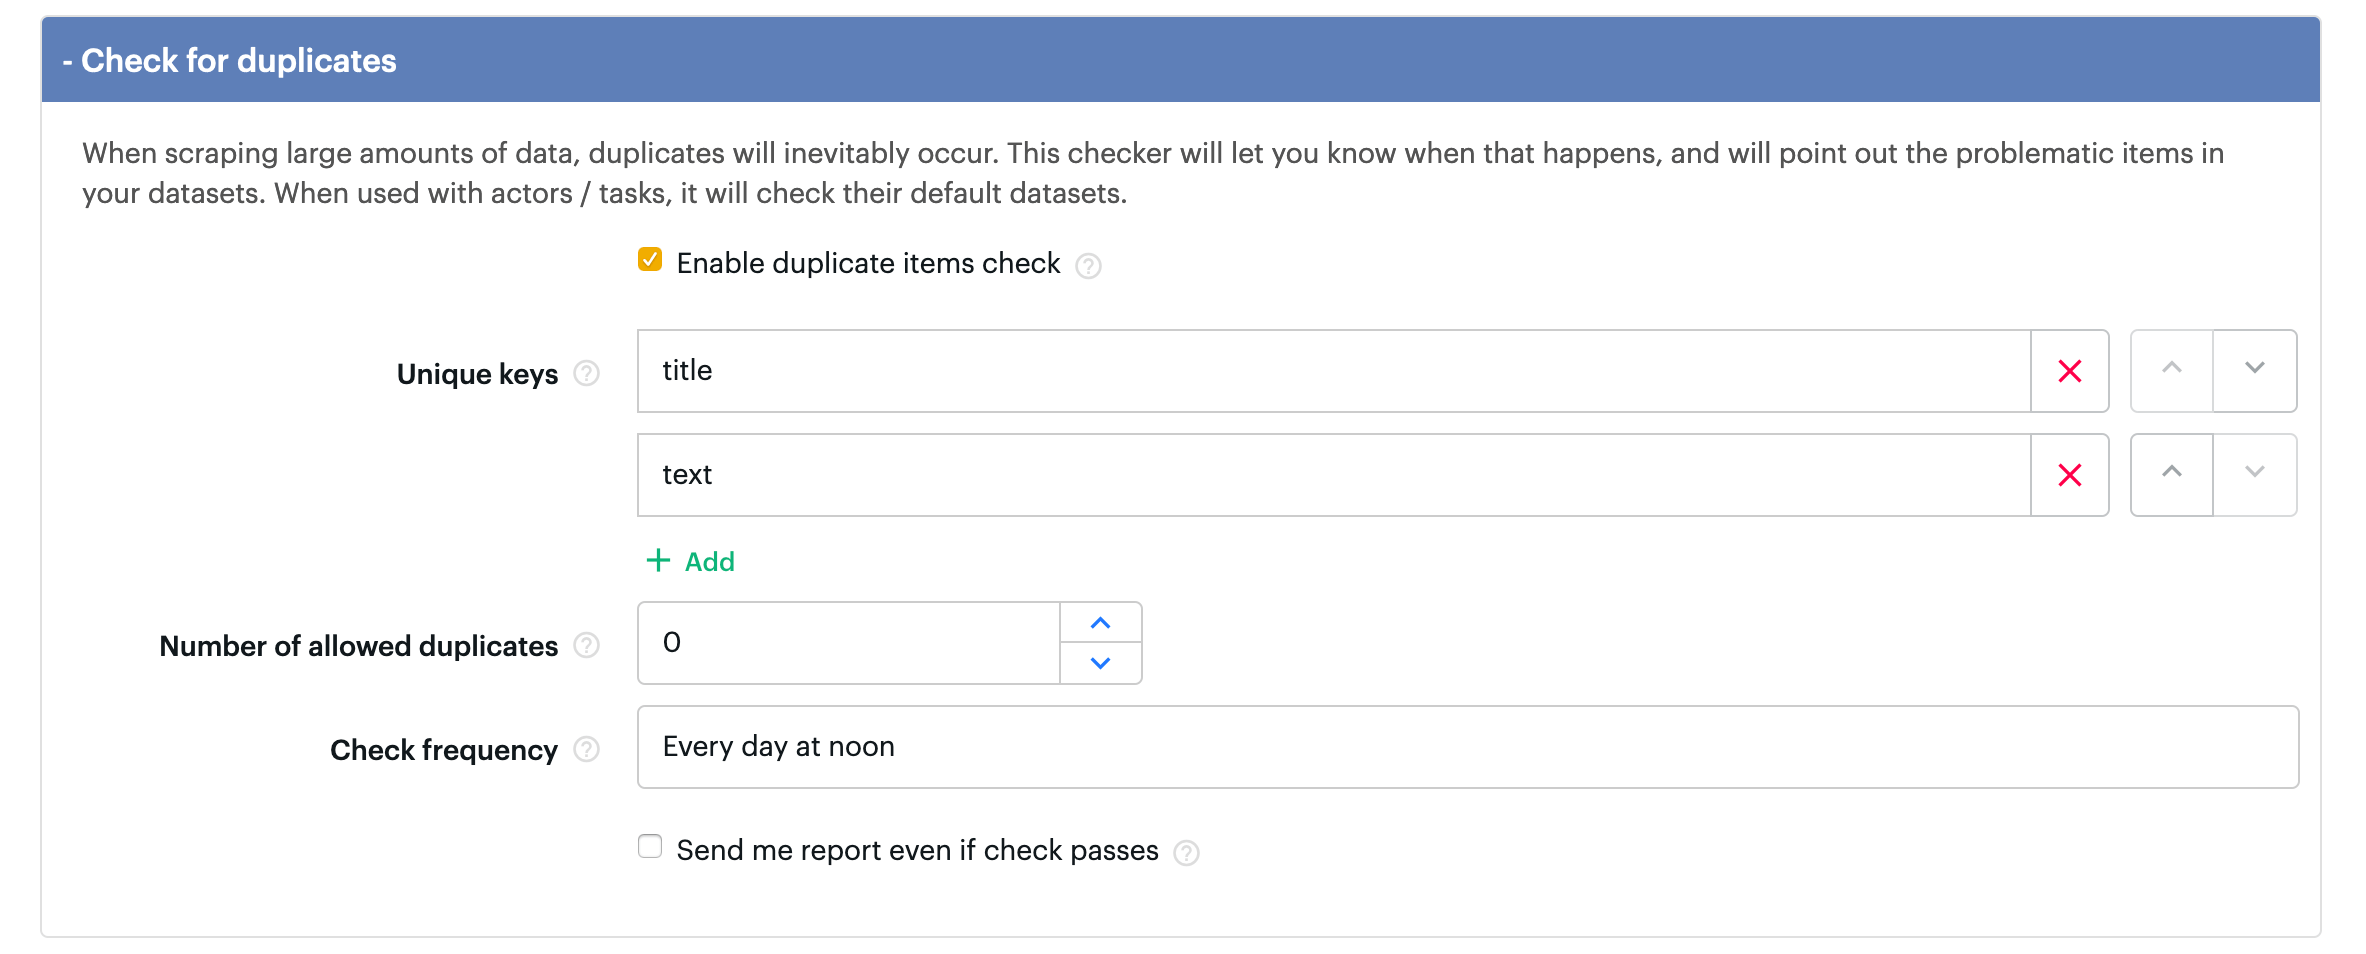 - Check for duplicates
When scraping large amounts of data, duplicates will inevitably occur. This checker will let you know when that happens, and will point out the problematic items in
your datasets. When used with actors / tasks, it will check their default datasets.
Enable duplicate items check ?
Unique keys ? title
text
+ Add
Number of allowed duplicates ? 0
Check frequency ? Every day at noon
Send me report even if check passes ?